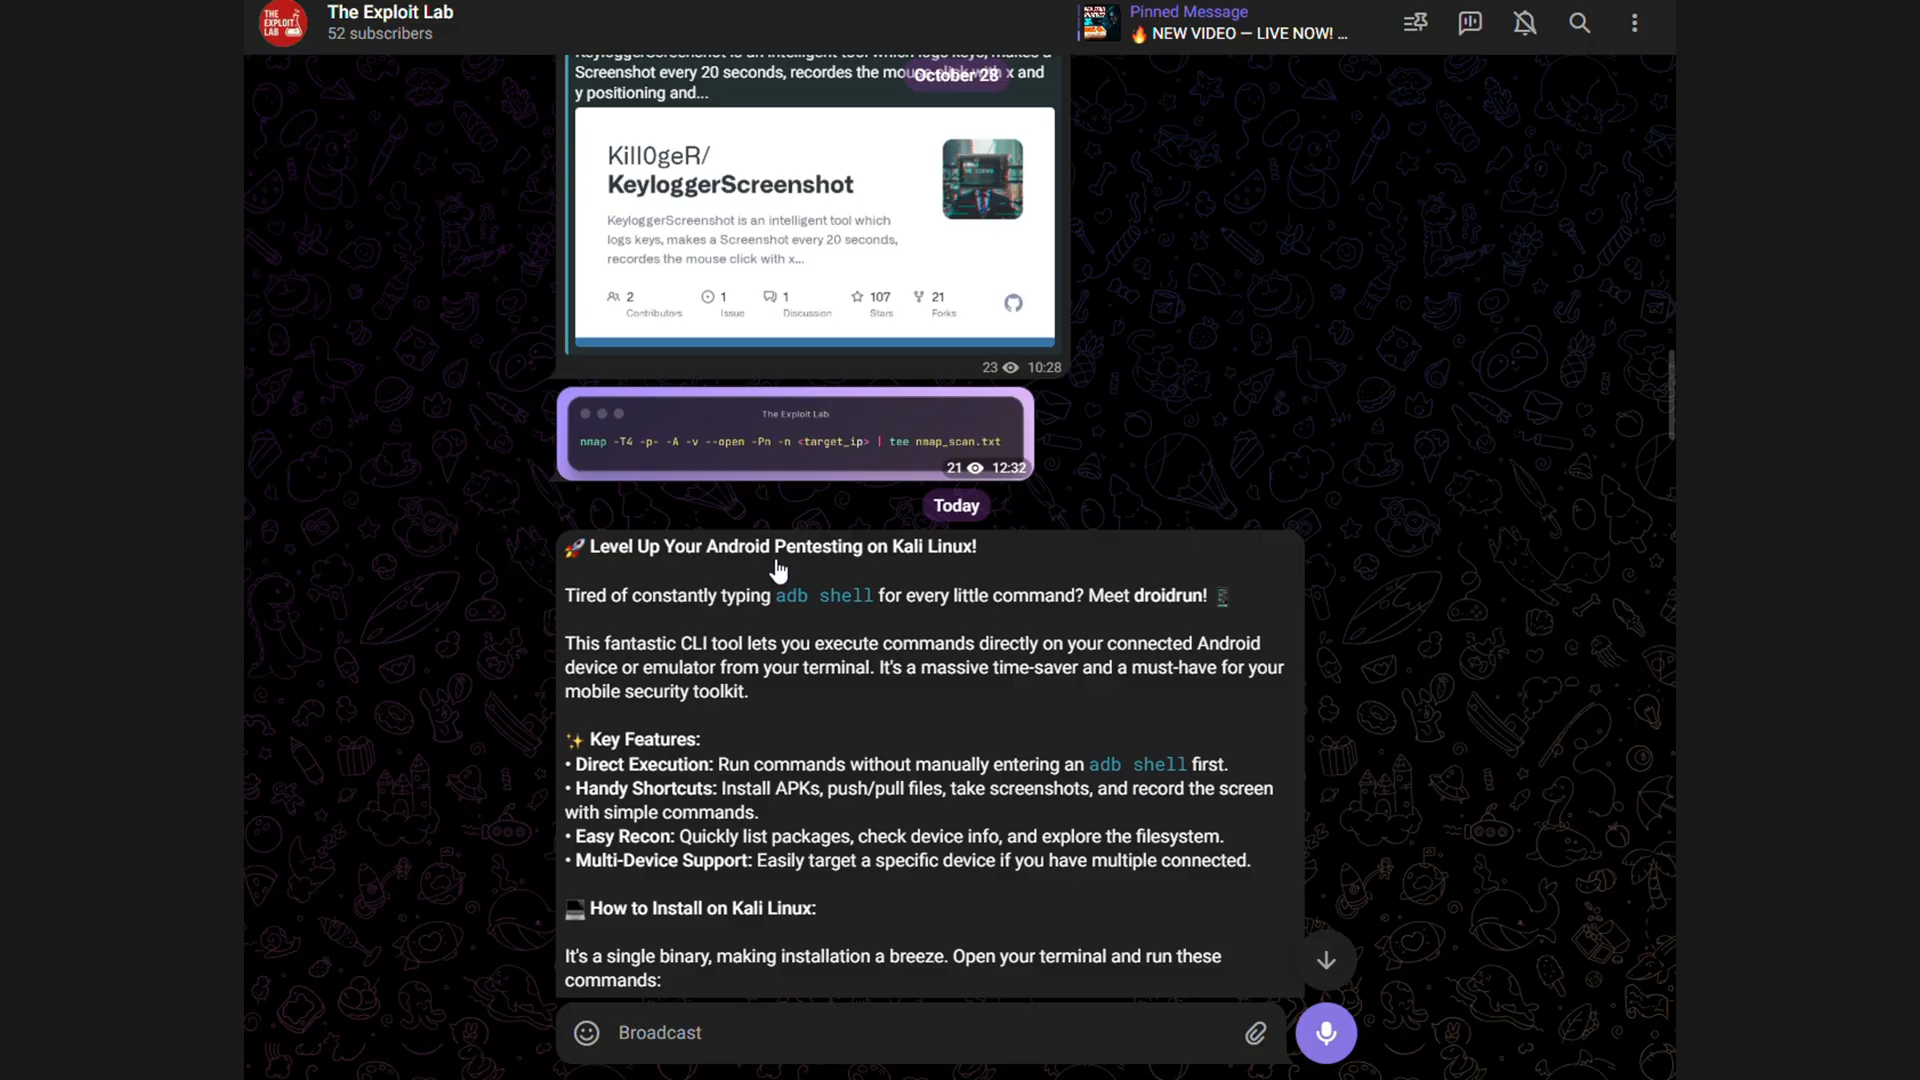 THE EXPLOIT LAB
The Exploit Lab
52 subscribers
Pinned Message
🔥 NEW VIDEO — LIVE NOW! ...
KeyloggerScreenshot is an intelligent tool which logs keys, makes a
Screenshot every 20 seconds, recordes the mouse click with x and
y positioning and...
October 28
Kill0geR/
KeyloggerScreenshot
KeyloggerScreenshot is an intelligent tool which
logs keys, makes a Screenshot every 20 seconds,
recordes the mouse click with x...
2 1 1 107 21
Contributors Issue Discussion Stars Forks
23 10:28
The Exploit Lab
nmap -T4 -p- -A -v --open -Pn -n <target_ip> | tee nmap_scan.txt
21 12:32
Today
🚀 Level Up Your Android Pentesting on Kali Linux!
Tired of constantly typing adb shell for every little command? Meet droidrun! 📱
This fantastic CLI tool lets you execute commands directly on your connected Android
device or emulator from your terminal. It's a massive time-saver and a must-have for your
mobile security toolkit.
✨ Key Features:
• Direct Execution: Run commands without manually entering an adb shell first.
• Handy Shortcuts: Install APKs, push/pull files, take screenshots, and record the screen
with simple commands.
• Easy Recon: Quickly list packages, check device info, and explore the filesystem.
• Multi-Device Support: Easily target a specific device if you have multiple connected.
💻 How to Install on Kali Linux:
It's a single binary, making installation a breeze. Open your terminal and run these
commands:
Broadcast